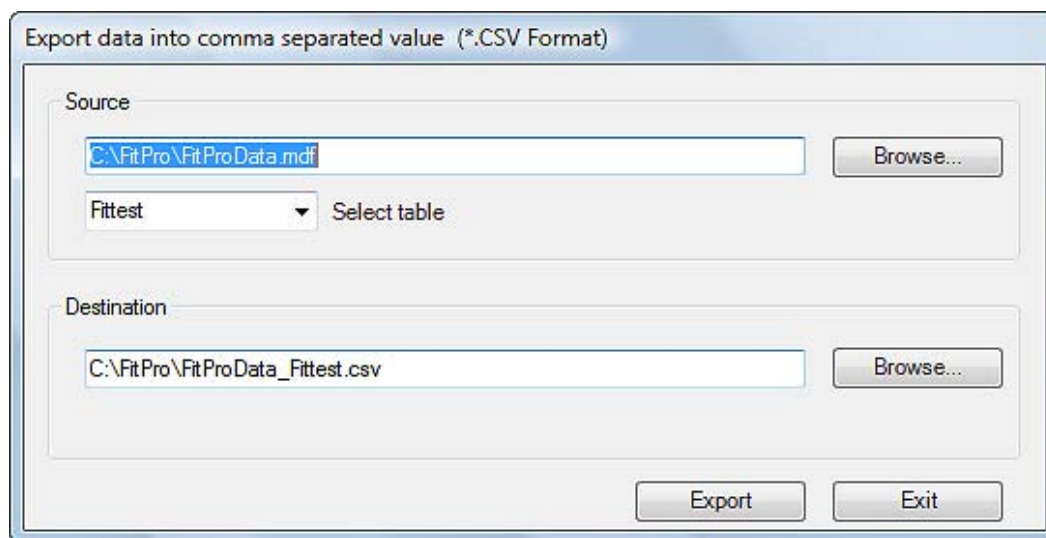 Export data into comma separated value  (*.CSV Format)
Source
C:\FitPro\FitProData.mdf
Browse...
Fittest
Select table
Destination
C:\FitPro\FitProData_Fittest.csv
Browse...
Export
Exit